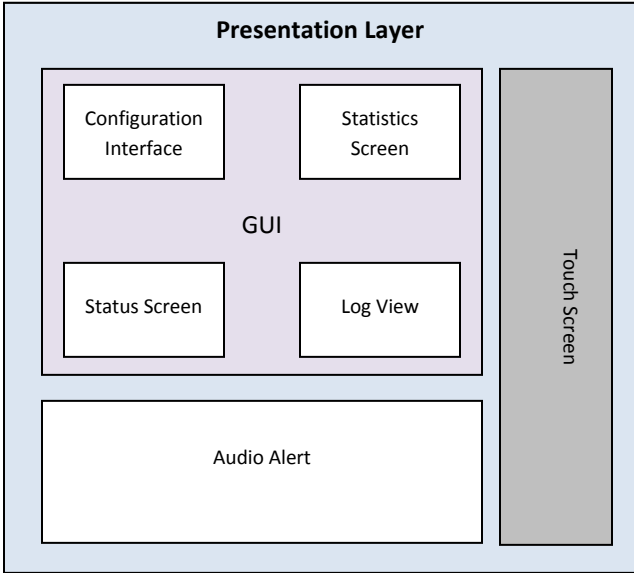 Presentation Layer
Configuration
Interface
Statistics
Screen
GUI
Status Screen
Log View
Touch Screen
Audio Alert